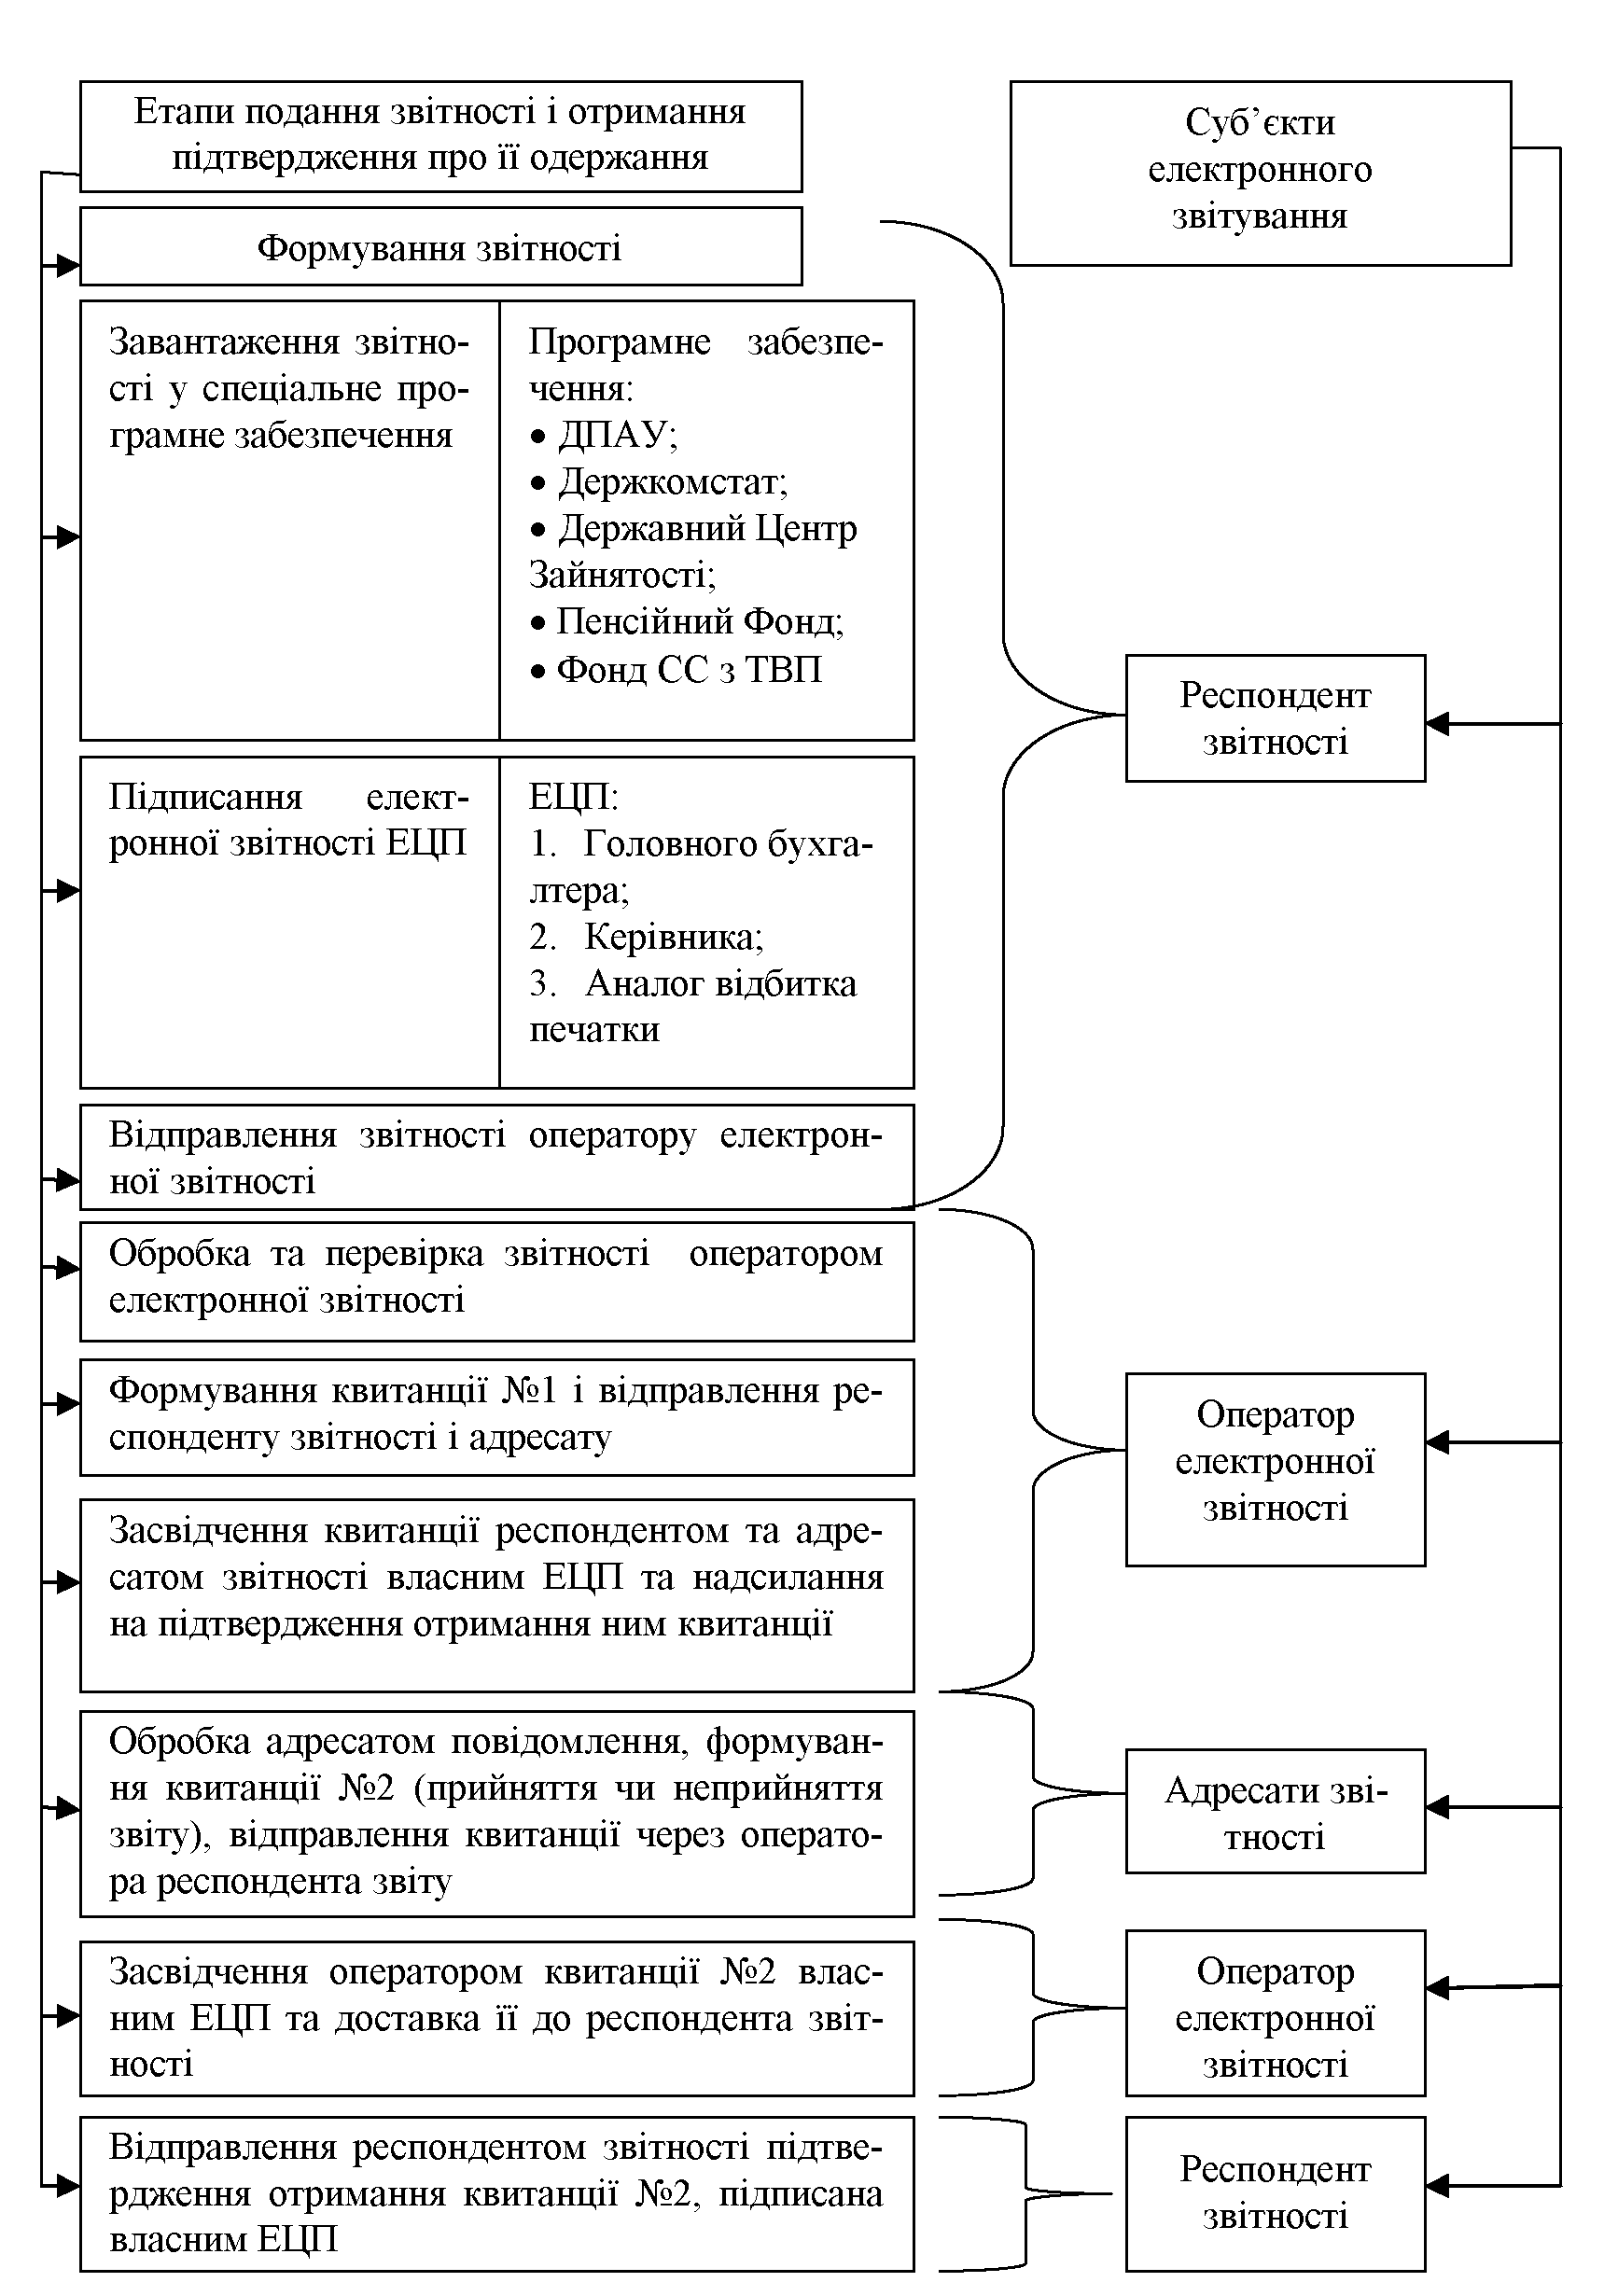 Етапи подання звітності і отримання
підтвердження про її одержання
Суб’єкти
електронного
звітування
Формування звітності
Завантаження звітно-
сті у спеціальне про-
грамне забезпечення
Програмне забезпе-
чення:
• ДПАУ;
• Держкомстат;
• Державний Центр
Зайнятості;
• Пенсійний Фонд;
• Фонд СС з ТВП
Респондент
звітності
Підписання елект-
ронної звітності ЕЦП
ЕЦП:
1. Головного бухга-
лтера;
2. Керівника;
3. Аналог відбитка
печатки
Відправлення звітності оператору електрон-
ної звітності
Обробка та перевірка звітності оператором
електронної звітності
Формування квитанції №1 і відправлення ре-
спонденту звітності і адресату
Оператор
електронної
звітності
Засвідчення квитанції респондентом та адре-
сатом звітності власним ЕЦП та надсилання
на підтвердження отримання ним квитанції
Обробка адресатом повідомлення, формуван-
ня квитанції №2 (прийняття чи неприйняття
звіту), відправлення квитанції через операто-
ра респондента звіту
Адресати зві-
тності
Засвідчення оператором квитанції №2 влас-
ним ЕЦП та доставка її до респондента звіт-
ності
Оператор
електронної
звітності
Відправлення респондентом звітності підтве-
рдження отримання квитанції №2, підписана
власним ЕЦП
Респондент
звітності